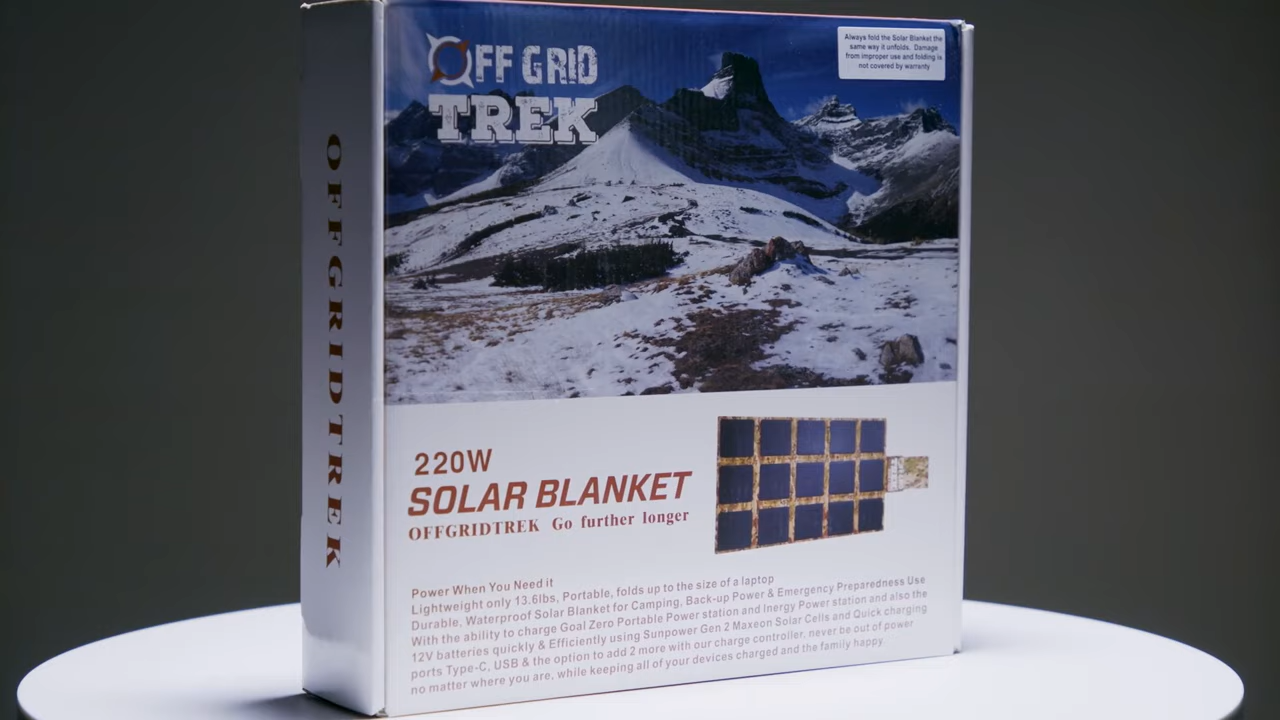 OFF GRID
TREK
Always fold the Solar Blanket the
same way it unfolds. Damage
from improper use and folding is
not covered by warranty
OFFGRIDTREK
220W
SOLAR BLANKET
OFFGRIDTREK Go further longer
Power When You Need it
Lightweight only 13.6lbs, Portable, folds up to the size of a laptop
Durable, Waterproof Solar Blanket for Camping, Back-up Power & Emergency Preparedness Use
With the ability to charge Goal Zero Portable Power station and Inergy Power station and also the
12V batteries quickly & Efficiently using Sunpower Gen 2 Maxeon Solar Cells and Quick charging
ports Type-C, USB & the option to add 2 more with our charge controller, never be out of power
no matter where you are, while keeping all of your devices charged and the family happy.